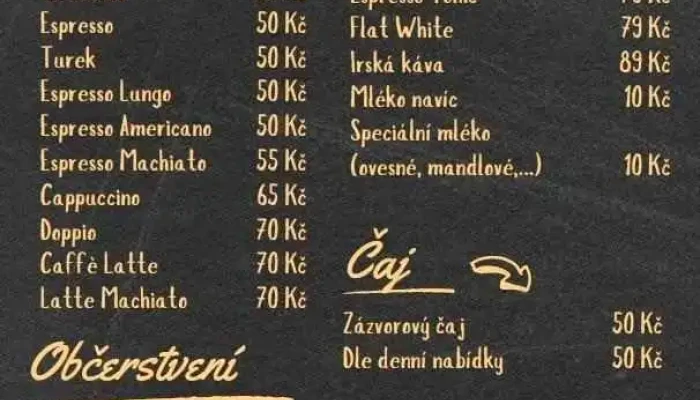 Espresso 50 Kč
Turek 50 Kč
Espresso Lungo 50 Kč
Espresso Americano 50 Kč
Espresso Machiato 55 Kč
Cappuccino 65 Kč
Doppio 70 Kč
Caffè Latte 70 Kč
Latte Machiato 70 Kč
Občerstvení
Flat White 79 Kč
Irská káva 89 Kč
Mléko navíc 10 Kč
Speciální mléko
(ovesné, mandlové,...) 10 Kč
Čaj
Zázvorový čaj 50 Kč
Dle denní nabídky 50 Kč